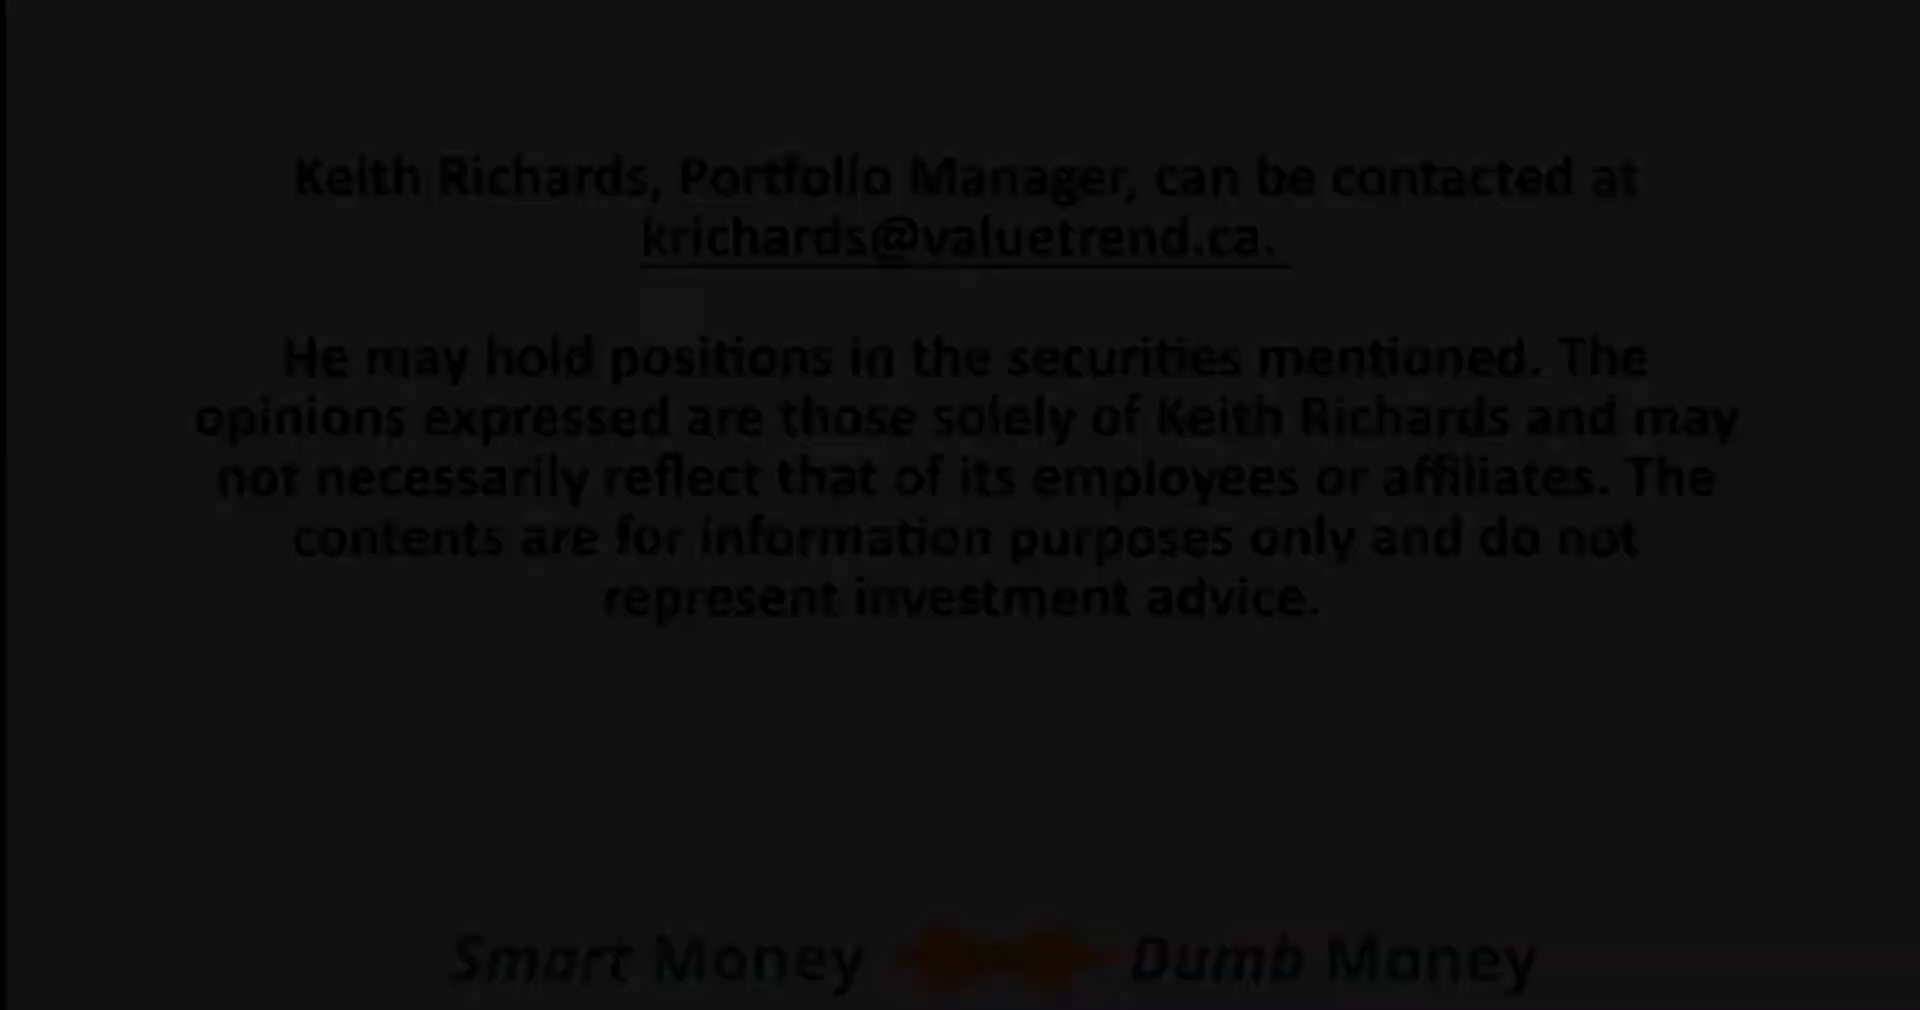 Keith Richards, Portfolio Manager, can be contacted at
krichards@valuetrend.ca.
He may hold positions in the securities mentioned. The
opinions expressed are those solely of Keith Richards and may
not necessarily reflect that of its employees or affiliates. The
contents are for information purposes only and do not
represent investment advice.
Smart Money Dumb Money